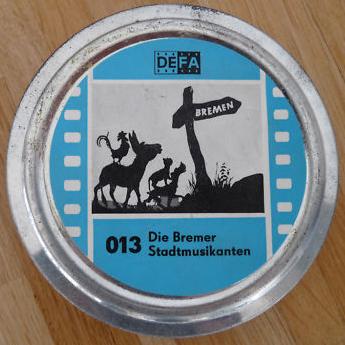 DEFA
BREMEN
013 Die Bremer
Stadtmusikanten